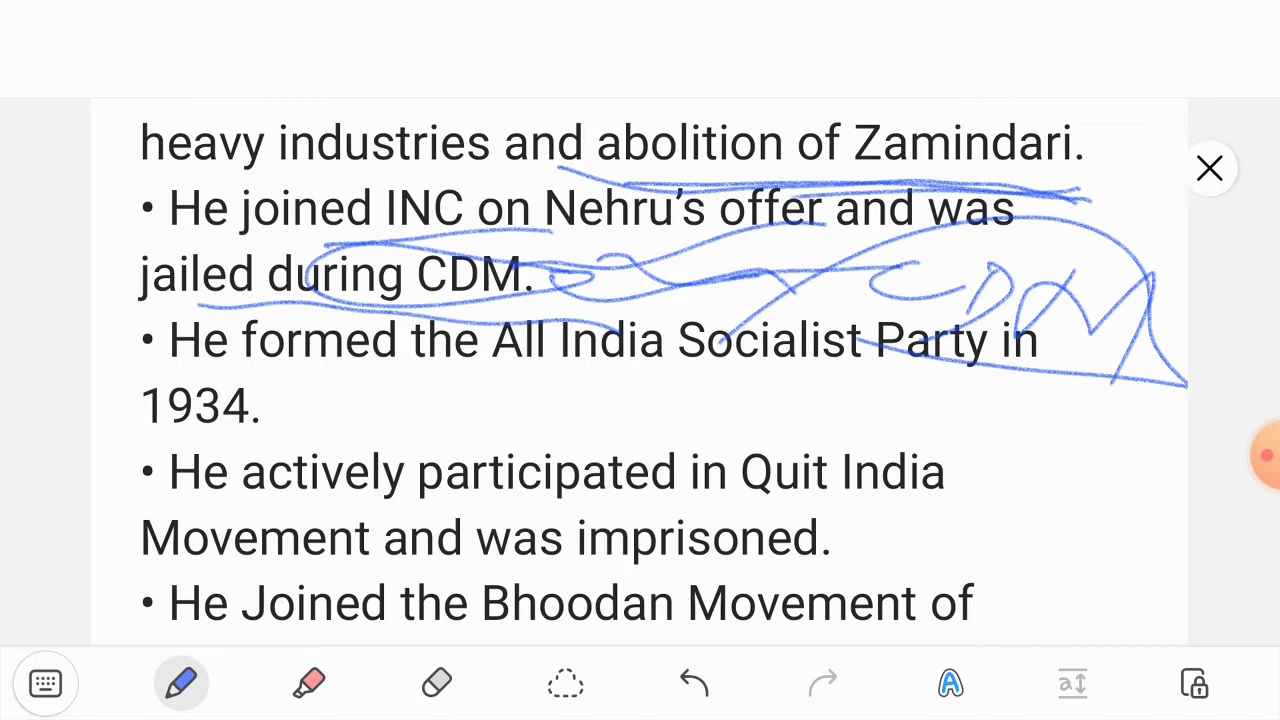 heavy industries and abolition of Zamindari.
• He joined INC on Nehru’s offer and was
jailed during CDM.
CDM
• He formed the All India Socialist Party in
1934.
• He actively participated in Quit India
Movement and was imprisoned.
• He Joined the Bhoodan Movement of
A
a